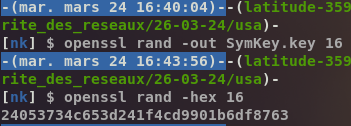 -(mar. mars 24 16:40:04)--(latitude-359
rite_des_reseaux/26-03-24/usa)-
[nk] openssl rand -out SymKey.key 16
-(mar. mars 24 16:43:56)--(latitude-359
rite_des_reseaux/26-03-24/usa)-
[nk] openssl rand -hex 16
24053734c653d241f4cd9901b6df8763